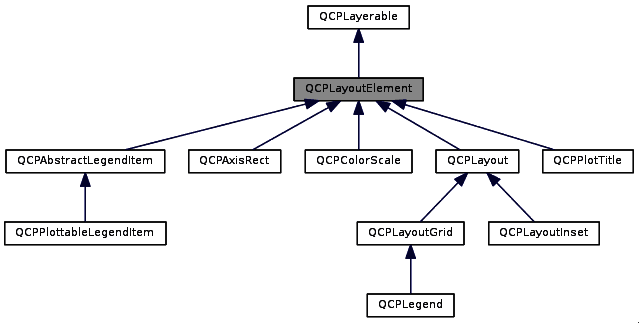 QCPLayerable
QCPLayoutElement
QCPAbstractLegendItem
QCPAxisRect
QCPColorScale
QCPLayout
QCPPlotTitle
QCPPlottableLegendItem
QCPLayoutGrid
QCPLayoutInset
QCPLegend